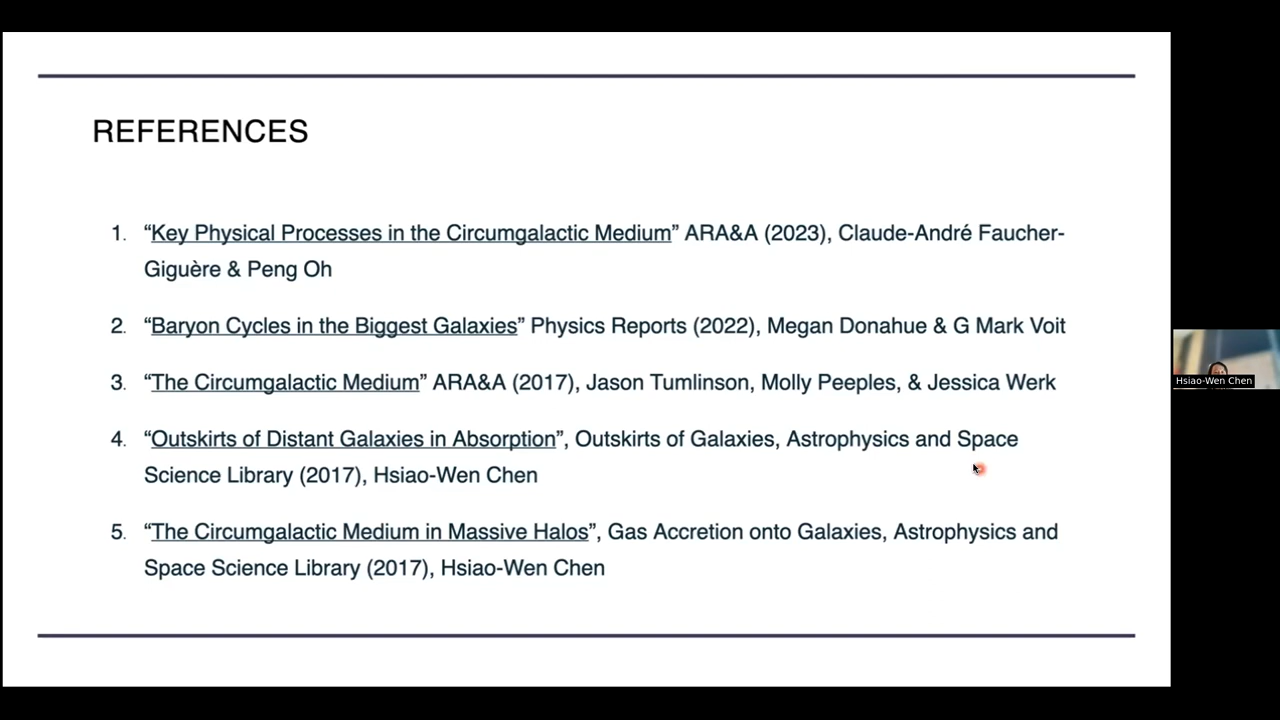 REFERENCES
1. “Key Physical Processes in the Circumgalactic Medium” ARA&A (2023), Claude-André Faucher-
Giguère & Peng Oh
2. “Baryon Cycles in the Biggest Galaxies” Physics Reports (2022), Megan Donahue & G Mark Voit
3. “The Circumgalactic Medium” ARA&A (2017), Jason Tumlinson, Molly Peeples, & Jessica Werk
4. “Outskirts of Distant Galaxies in Absorption”, Outskirts of Galaxies, Astrophysics and Space
Science Library (2017), Hsiao-Wen Chen
5. “The Circumgalactic Medium in Massive Halos”, Gas Accretion onto Galaxies, Astrophysics and
Space Science Library (2017), Hsiao-Wen Chen
Hsiao-Wen Chen